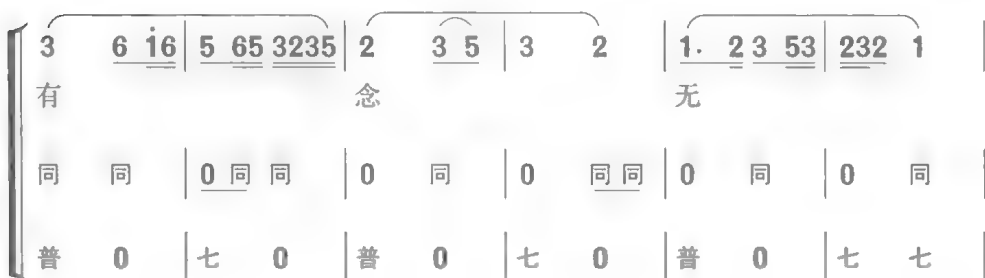 3 6 i̇6 | 5 65 3235 | 2 3 5 | 3 2 | 1. 2 3 53 | 232 1 |
有 念 无
同 同 | 0 同 同 | 0 同 | 0 同 同 | 0 同 | 0 同 |
普 0 | 七 0 | 普 0 | 七 0 | 普 0 | 七 七 |